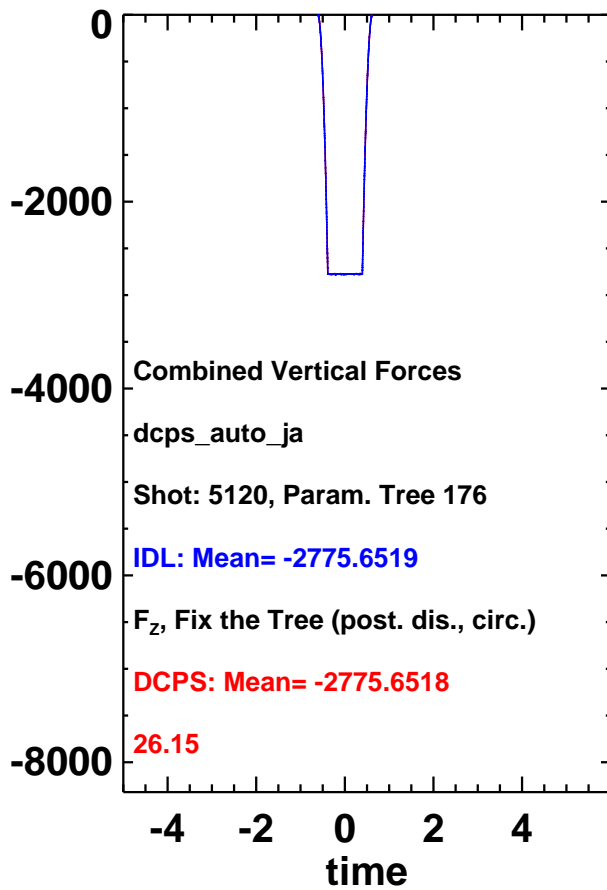 0
-2000
-4000
-6000
-8000
Combined Vertical Forces
dcps_auto_ja
Shot: 5120, Param. Tree 176
IDL: Mean= -2775.6519
F_Z, Fix the Tree (post. dis., circ.)
DCPS: Mean= -2775.6518
26.15
-4 -2 0 2 4
time